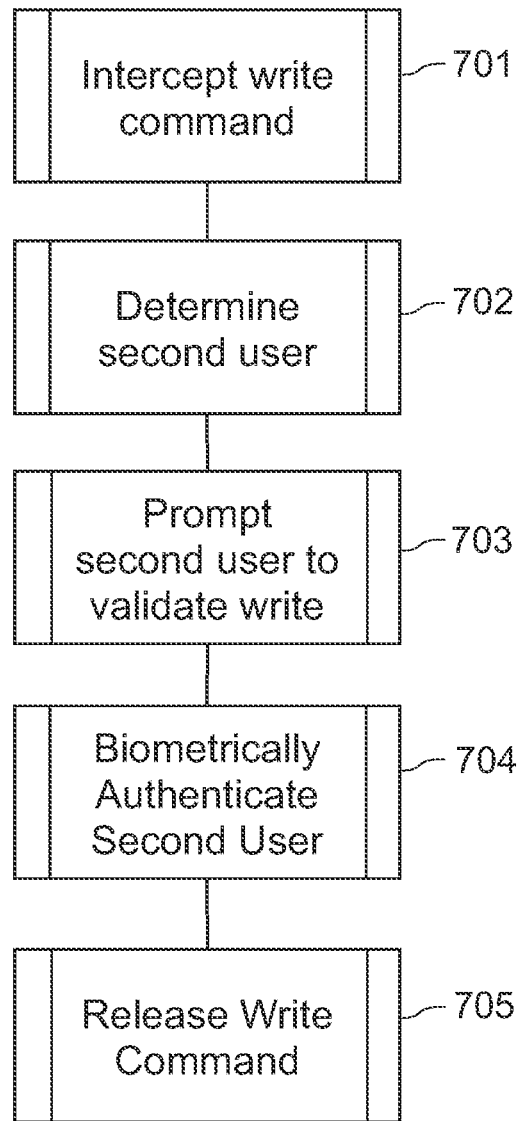 Intercept write
command
701
Determine
second user
702
Prompt
second user to
validate write
703
Biometrically
Authenticate
Second User
704
Release Write
Command
705